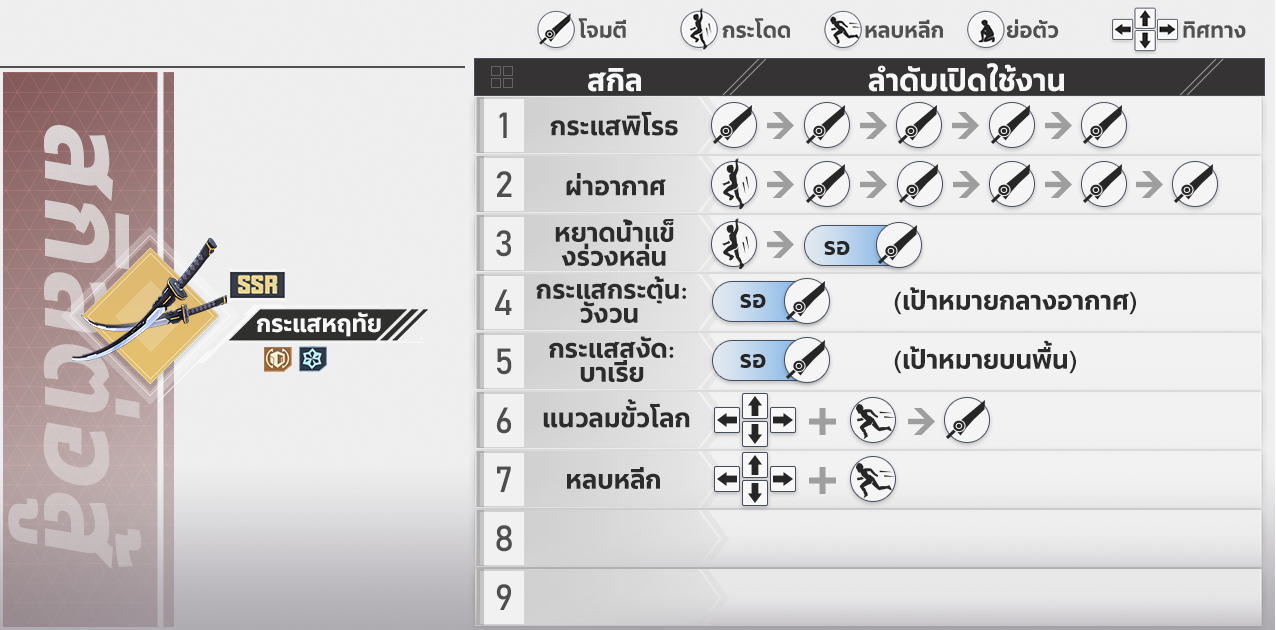 โจมตี
กระโดด
หลบหลีก
ย่อตัว
ทิศทาง
สกิลต่อสู้
SSR
กระแสหฤทัย
สกิล
ลำดับเปิดใช้งาน
1
กระแสพิโรธ
2
ผ่าอากาศ
3
หยาดน้ำแข็
งร่วงหล่น
รอ
4
กระแสกระตุ้น:
วังวน
รอ
(เป้าหมายกลางอากาศ)
5
กระแสสงัด:
บาเรีย
รอ
(เป้าหมายบนพื้น)
6
แนวลมขั้วโลก
7
หลบหลีก
8
9